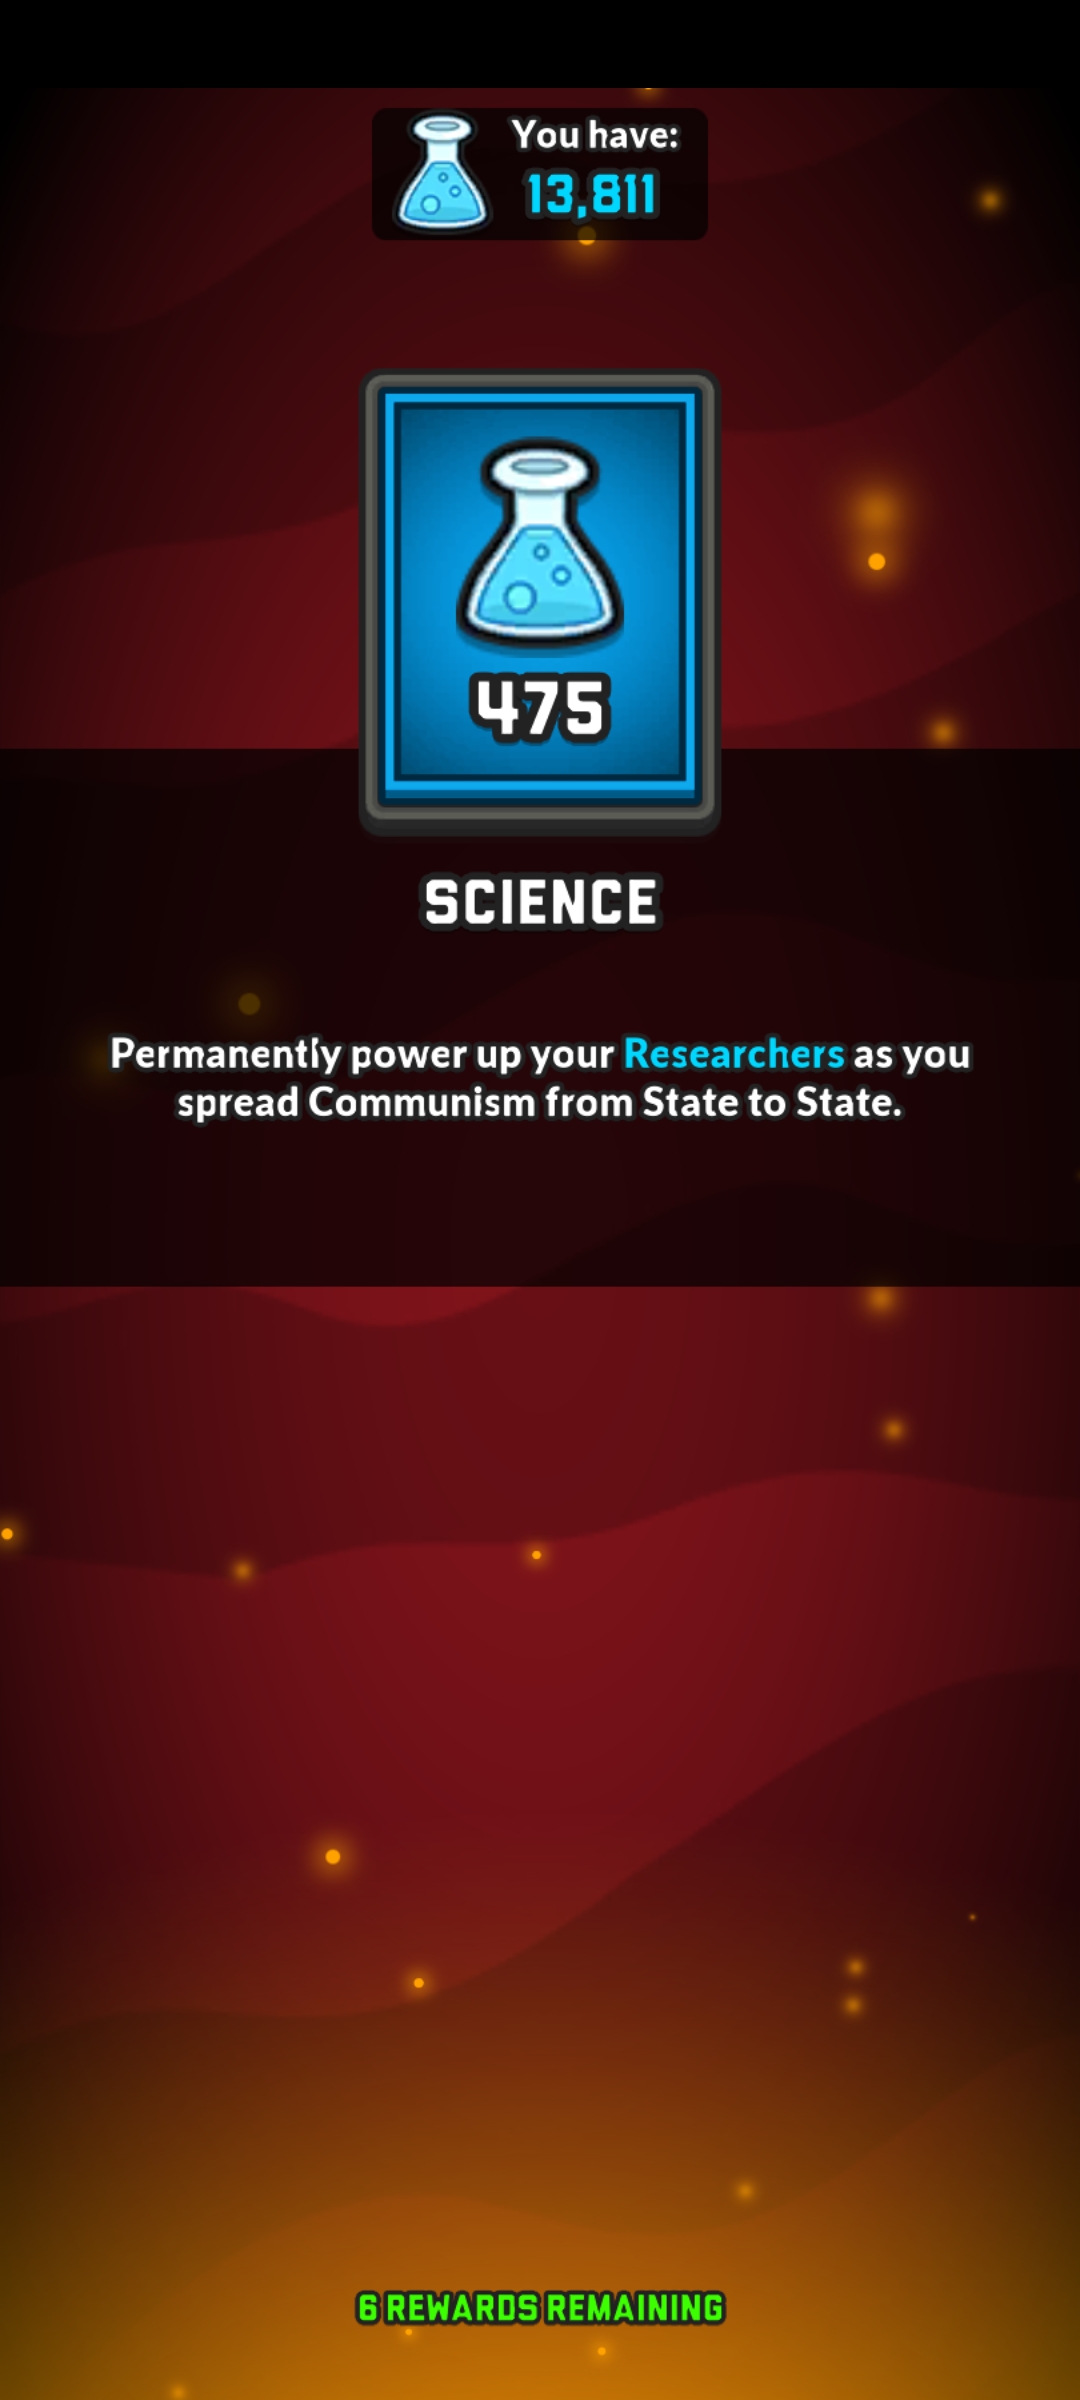 You have:
13,811
475
SCIENCE
Permanently power up your Researchers as you
spread Communism from State to State.
6 REWARDS REMAINING